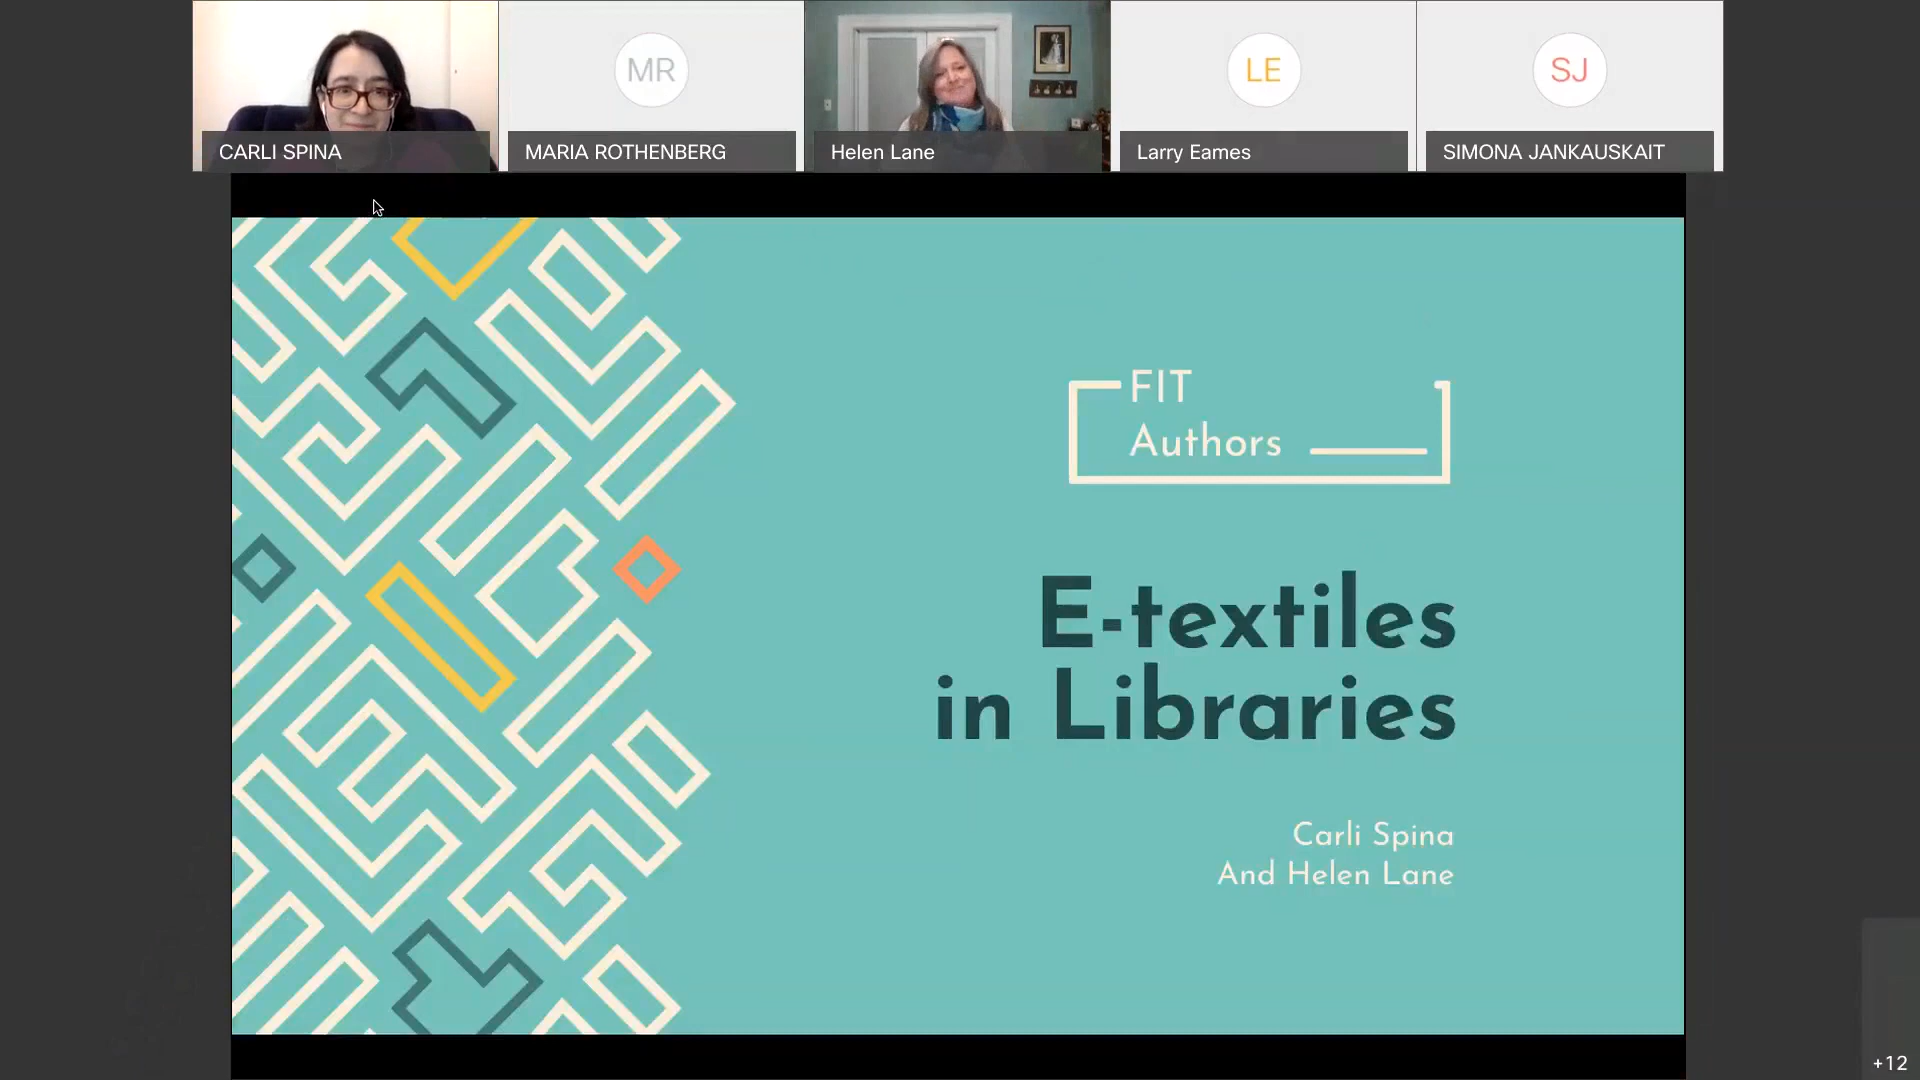 MR
LE
SJ
CARLI SPINA
MARIA ROTHENBERG
Helen Lane
Larry Eames
SIMONA JANKAUSKAIT
FIT
Authors
E-textiles
in Libraries
Carli Spina
And Helen Lane
+12